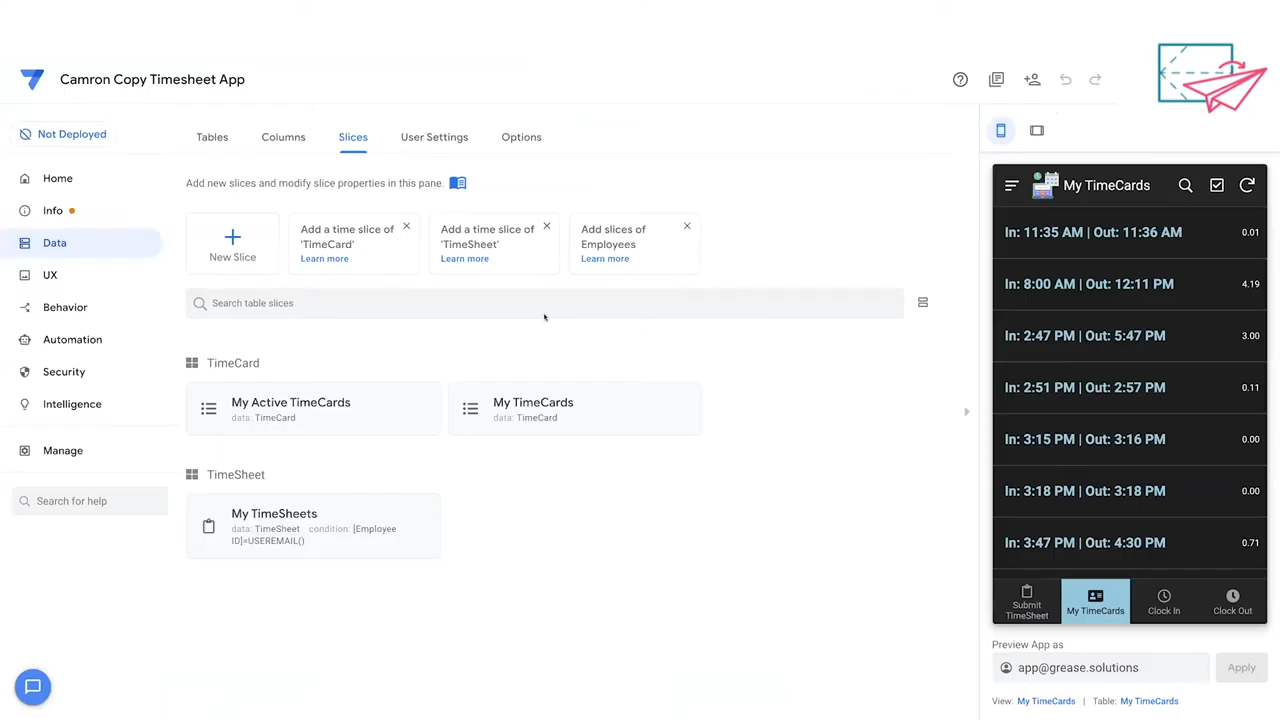 Camron Copy Timesheet App
Not Deployed
Home
Info
Data
UX
Behavior
Automation
Security
Intelligence
Manage
Search for help
Tables
Columns
Slices
User Settings
Options
Add new slices and modify slice properties in this pane.
New Slice
Add a time slice of
'TimeCard'
Learn more
Add a time slice of
'TimeSheet'
Learn more
Add slices of
Employees
Learn more
Search table slices
TimeCard
My Active TimeCards
data: TimeCard
My TimeCards
data: TimeCard
TimeSheet
My TimeSheets
data: TimeSheet condition: [Employee
ID]=USEREMAIL()
My TimeCards
In: 11:35 AM | Out: 11:36 AM 0.01
In: 8:00 AM | Out: 12:11 PM 4.19
In: 2:47 PM | Out: 5:47 PM 3.00
In: 2:51 PM | Out: 2:57 PM 0.11
In: 3:15 PM | Out: 3:16 PM 0.00
In: 3:18 PM | Out: 3:18 PM 0.00
In: 3:47 PM | Out: 4:30 PM 0.71
Submit
TimeSheet
My TimeCards
Clock In
Clock Out
Preview App as
app@grease.solutions
Apply
View: My TimeCards | Table: My TimeCards